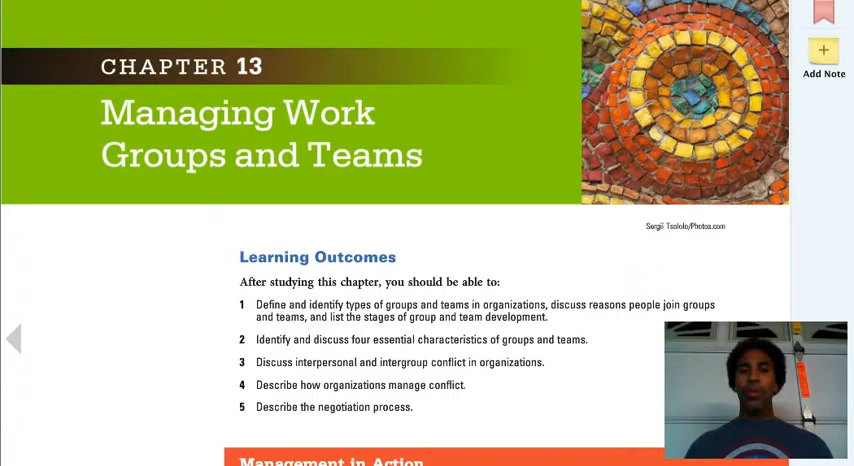 CHAPTER 13
Managing Work
Groups and Teams
Add Note
Sergii Tsololo/Photos.com
Learning Outcomes
After studying this chapter, you should be able to:
1 Define and identify types of groups and teams in organizations, discuss reasons people join groups
and teams, and list the stages of group and team development.
2 Identify and discuss four essential characteristics of groups and teams.
3 Discuss interpersonal and intergroup conflict in organizations.
4 Describe how organizations manage conflict.
5 Describe the negotiation process.
Management in Action